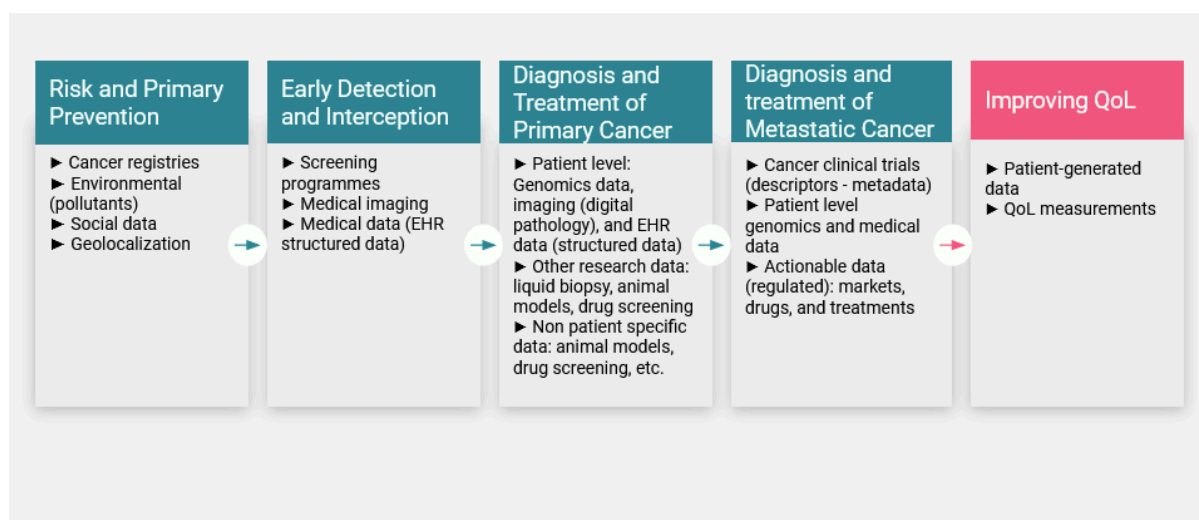 Risk and Primary
Prevention
► Cancer registries
► Environmental
(pollutants)
► Social data
► Geolocalization
Early Detection
and Interception
► Screening
programmes
► Medical imaging
► Medical data (EHR
structured data)
Diagnosis and
Treatment of
Primary Cancer
► Patient level:
Genomics data,
imaging (digital
pathology), and EHR
data (structured data)
► Other research data:
liquid biopsy, animal
models, drug screening
► Non patient specific
data: animal models,
drug screening, etc.
Diagnosis and
treatment of
Metastatic Cancer
► Cancer clinical trials
(descriptors - metadata)
► Patient level
genomics and medical
data
► Actionable data
(regulated): markets,
drugs, and treatments
Improving QoL
► Patient-generated
data
► QoL measurements